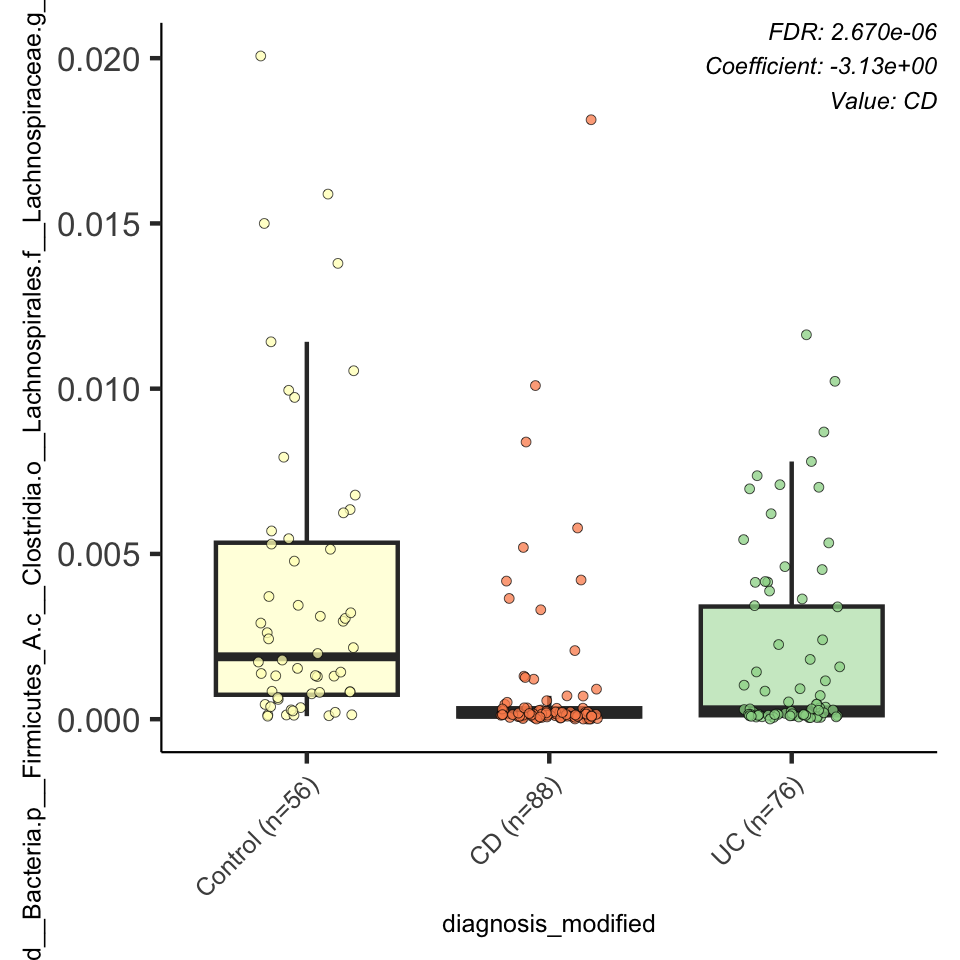 FDR: 2.670e-06
Coefficient: -3.13e+00
Value: CD
d__Bacteria.p__Firmicutes_A.c__Clostridia.o__Lachnospirales.f__Lachnospiraceae.g_
0.020
0.015
0.010
0.005
0.000
Control (n=56)
CD (n=88)
UC (n=76)
diagnosis_modified